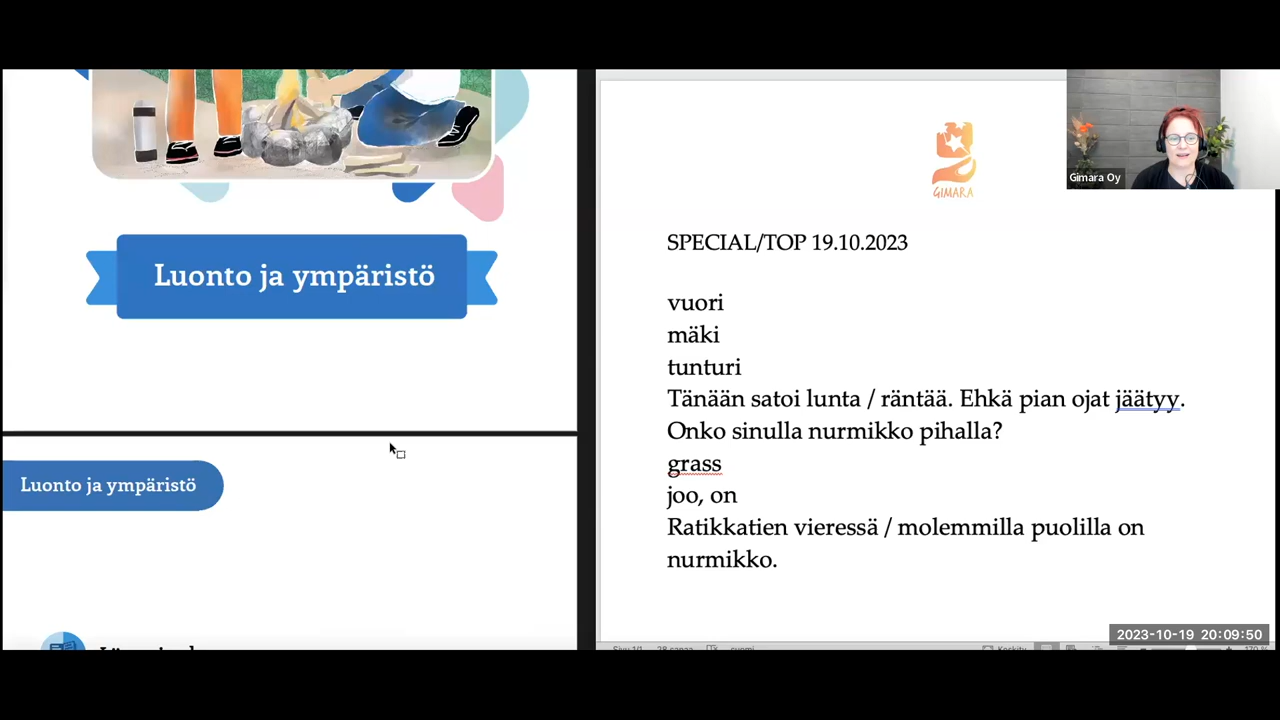 Luonto ja ympäristö
Luonto ja ympäristö
GIMARA
Gimara Oy
SPECIAL/TOP 19.10.2023
vuori
mäki
tunturi
Tänään satoi lunta / räntää. Ehkä pian ojat jäätyy.
Onko sinulla nurmikko pihalla?
grass
joo, on
Ratikkatien vieressä / molemmilla puolilla on
nurmikko.
2023-10-19 20:09:50